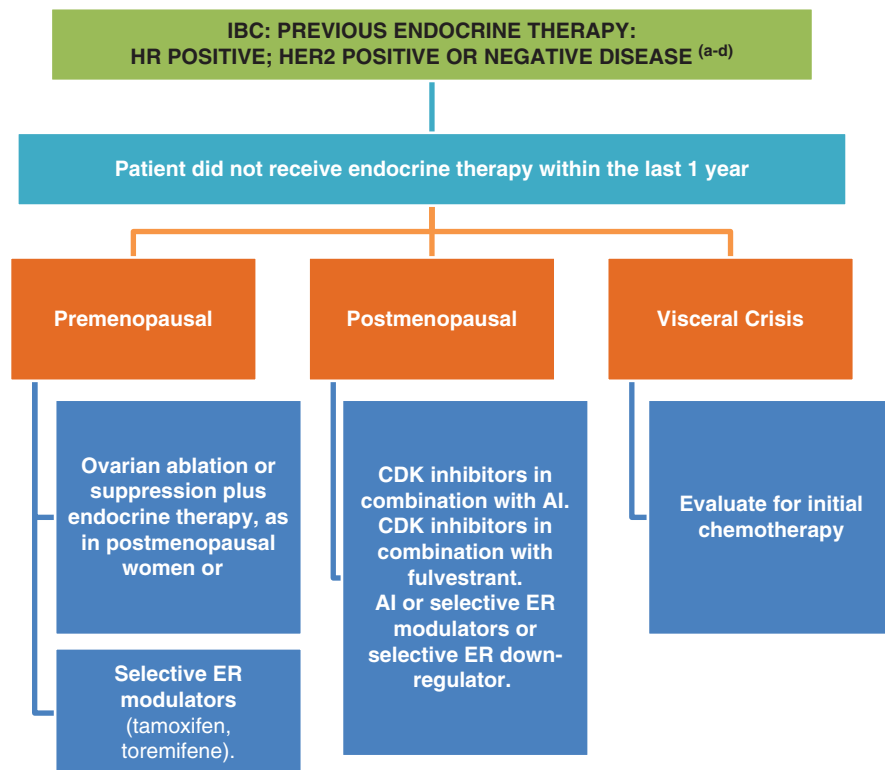 IBC: PREVIOUS ENDOCRINE THERAPY:
HR POSITIVE; HER2 POSITIVE OR NEGATIVE DISEASE (a-d)
Patient did not receive endocrine therapy within the last 1 year
Premenopausal
Ovarian ablation or
suppression plus
endocrine therapy, as
in postmenopausal
women or
Selective ER
modulators
(tamoxifen,
toremifene).
Postmenopausal
CDK inhibitors in
combination with AI.
CDK inhibitors in
combination with
fulvestrant.
AI or selective ER
modulators or
selective ER down-
regulator.
Visceral Crisis
Evaluate for initial
chemotherapy